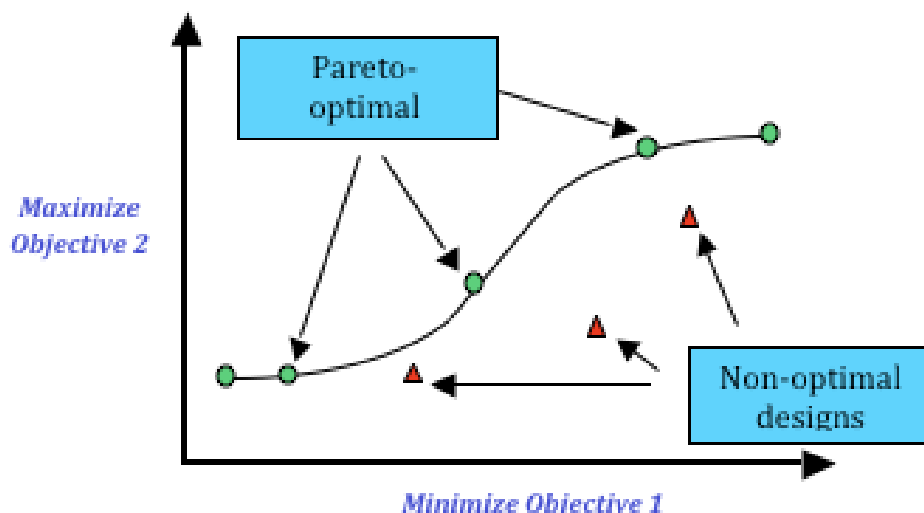 Pareto-
optimal
Maximize
Objective 2
Non-optimal
designs
Minimize Objective 1